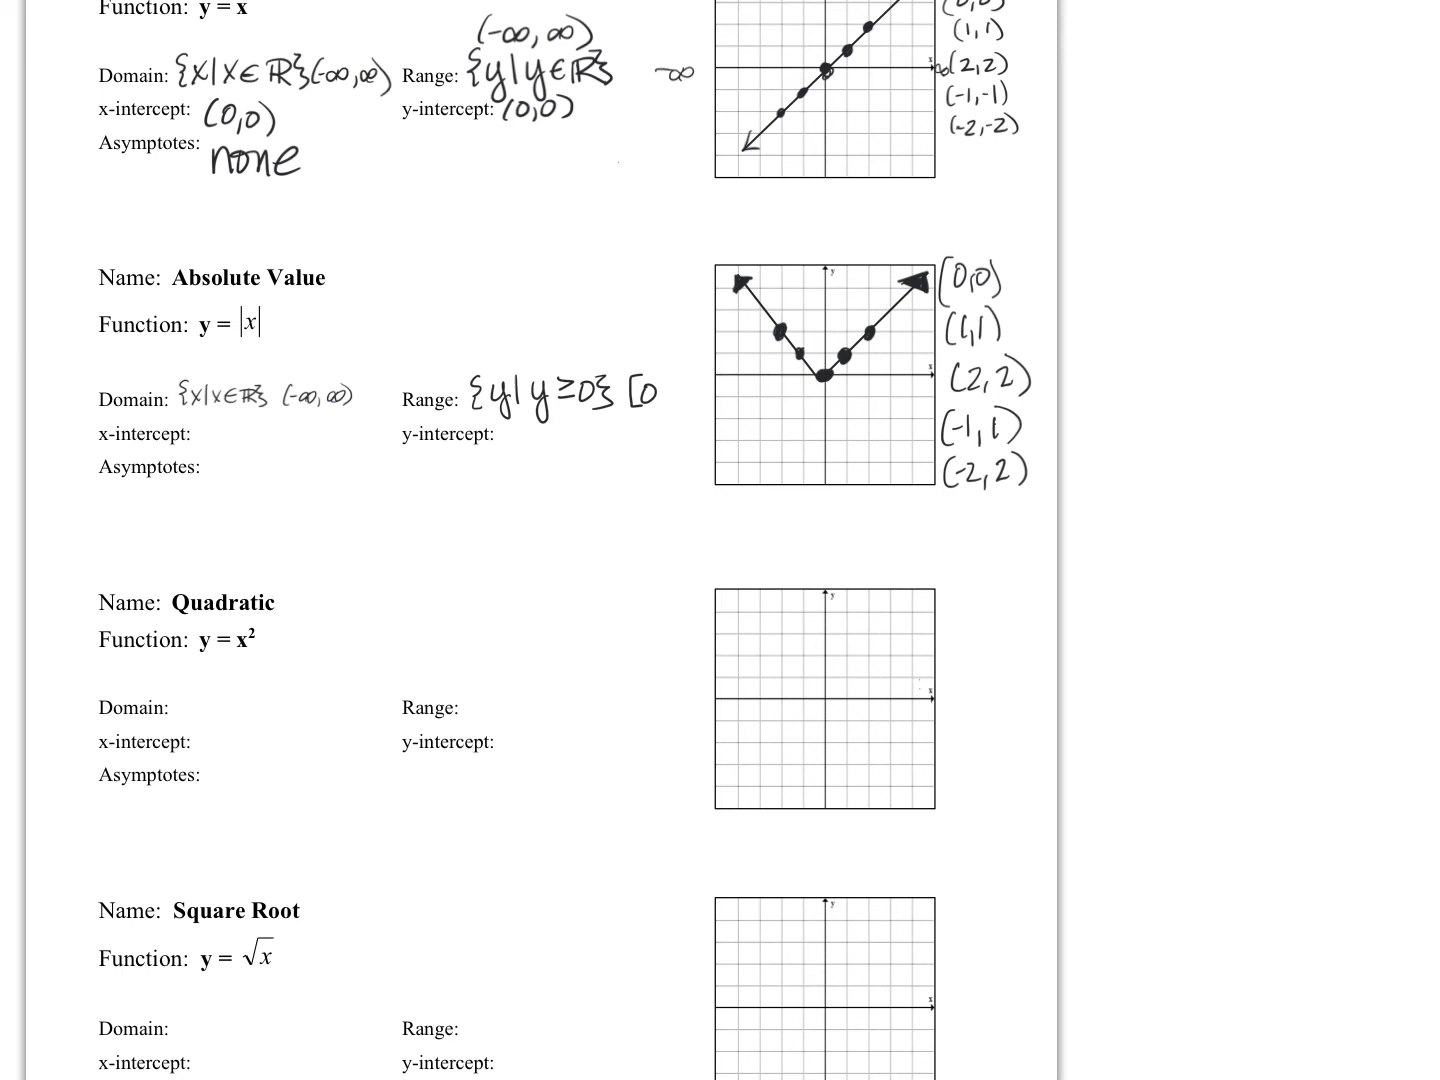 Function: y = x
(0,0)
(-∞, ∞)
(1,1)
Domain: {x|x∈ℝ}(-∞,∞) Range: {y|y∈ℝ} -∞ ∞ (2,2)
x-intercept: (0,0) y-intercept: (0,0) (-1,-1)
(-2,-2)
Asymptotes: none
Name: Absolute Value
Function: y = |x|
Domain: {x|x∈ℝ} (-∞,∞) Range: {y|y≥0} [0
x-intercept: y-intercept:
Asymptotes:
y
x
(0,0)
(1,1)
(2,2)
(-1,1)
(-2,2)
Name: Quadratic
Function: y = x²
Domain: Range:
x-intercept: y-intercept:
Asymptotes:
y
x
Name: Square Root
Function: y = √x
Domain: Range:
x-intercept: y-intercept:
y
x